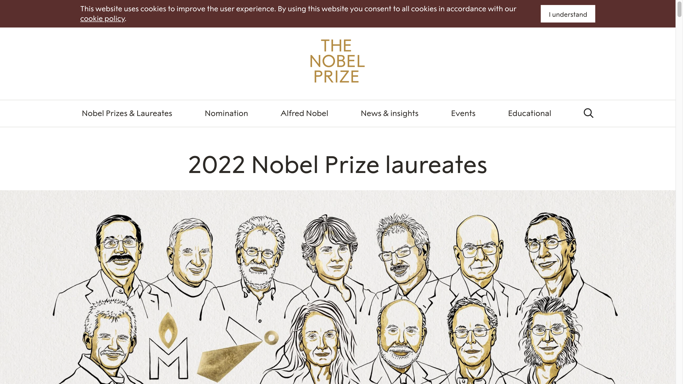 This website uses cookies to improve the user experience. By using this website you consent to all cookies in accordance with our
cookie policy.
I understand
THE
NOBEL
PRIZE
Nobel Prizes & Laureates
Nomination
Alfred Nobel
News & insights
Events
Educational
2022 Nobel Prize laureates